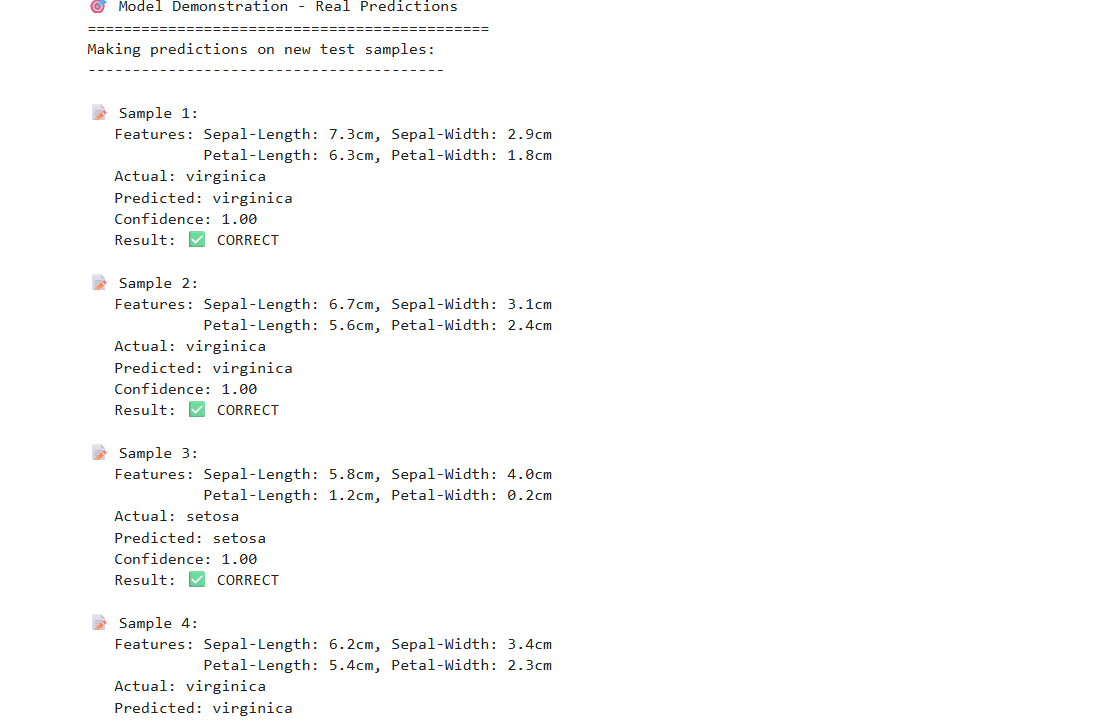 🎯 Model Demonstration - Real Predictions
=============================================
Making predictions on new test samples:
----------------------------------------
📝 Sample 1:
Features: Sepal-Length: 7.3cm, Sepal-Width: 2.9cm
Petal-Length: 6.3cm, Petal-Width: 1.8cm
Actual: virginica
Predicted: virginica
Confidence: 1.00
Result: ✅ CORRECT
📝 Sample 2:
Features: Sepal-Length: 6.7cm, Sepal-Width: 3.1cm
Petal-Length: 5.6cm, Petal-Width: 2.4cm
Actual: virginica
Predicted: virginica
Confidence: 1.00
Result: ✅ CORRECT
📝 Sample 3:
Features: Sepal-Length: 5.8cm, Sepal-Width: 4.0cm
Petal-Length: 1.2cm, Petal-Width: 0.2cm
Actual: setosa
Predicted: setosa
Confidence: 1.00
Result: ✅ CORRECT
📝 Sample 4:
Features: Sepal-Length: 6.2cm, Sepal-Width: 3.4cm
Petal-Length: 5.4cm, Petal-Width: 2.3cm
Actual: virginica
Predicted: virginica